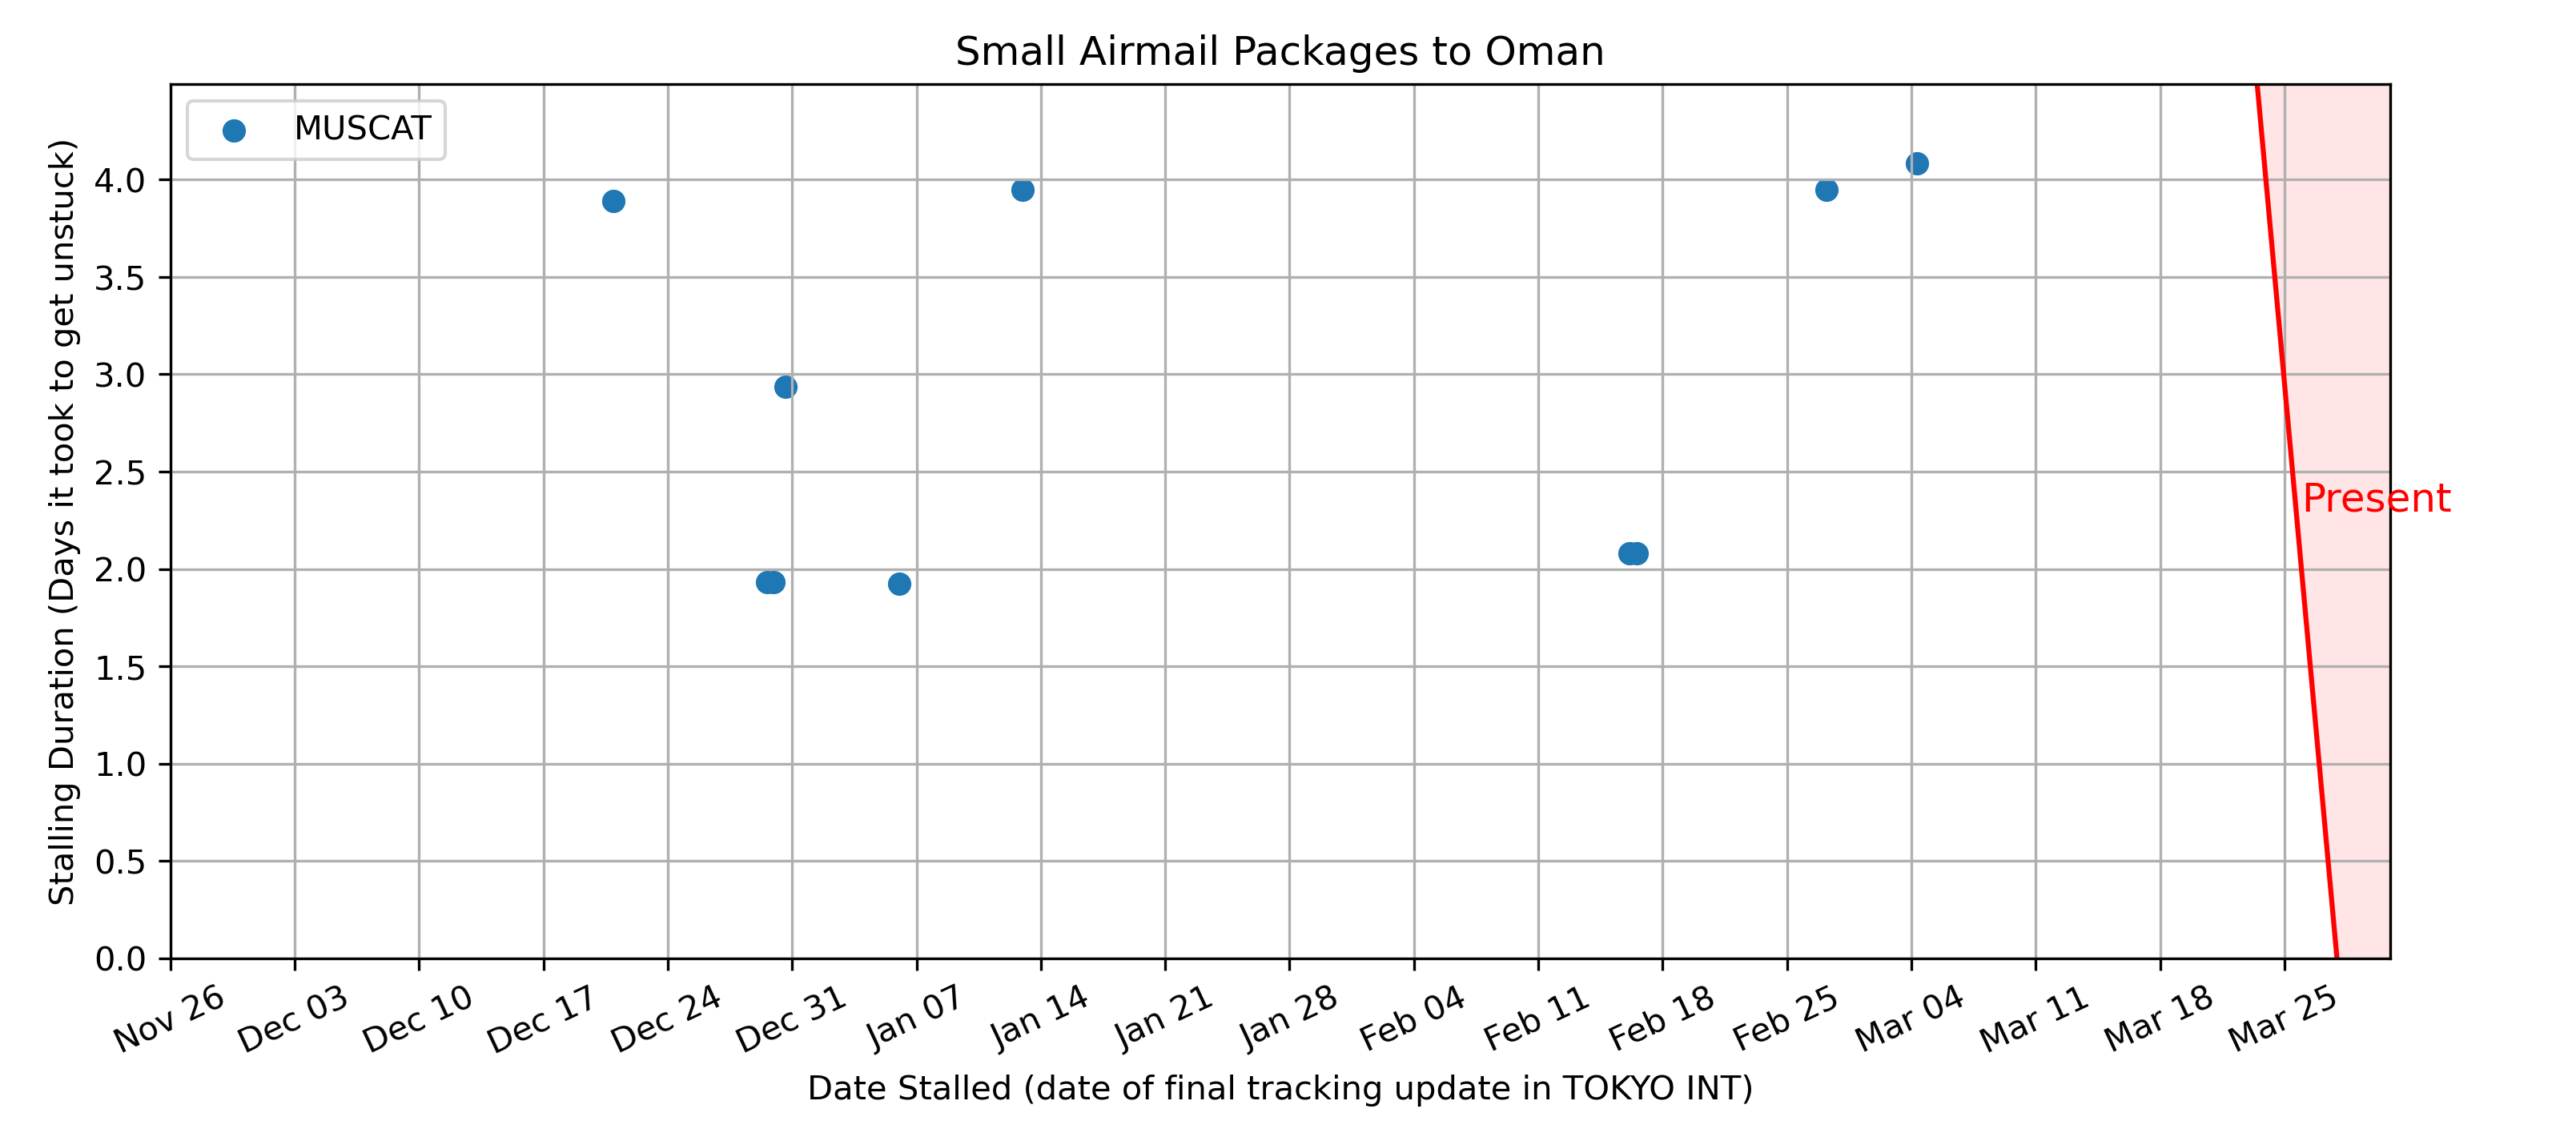 Small Airmail Packages to Oman
MUSCAT
Stalling Duration (Days it took to get unstuck)
4.0
3.5
3.0
2.5
2.0
1.5
1.0
0.5
0.0
Present
Nov 26 Dec 03 Dec 10 Dec 17 Dec 24 Dec 31 Jan 07 Jan 14 Jan 21 Jan 28 Feb 04 Feb 11 Feb 18 Feb 25 Mar 04 Mar 11 Mar 18 Mar 25
Date Stalled (date of final tracking update in TOKYO INT)